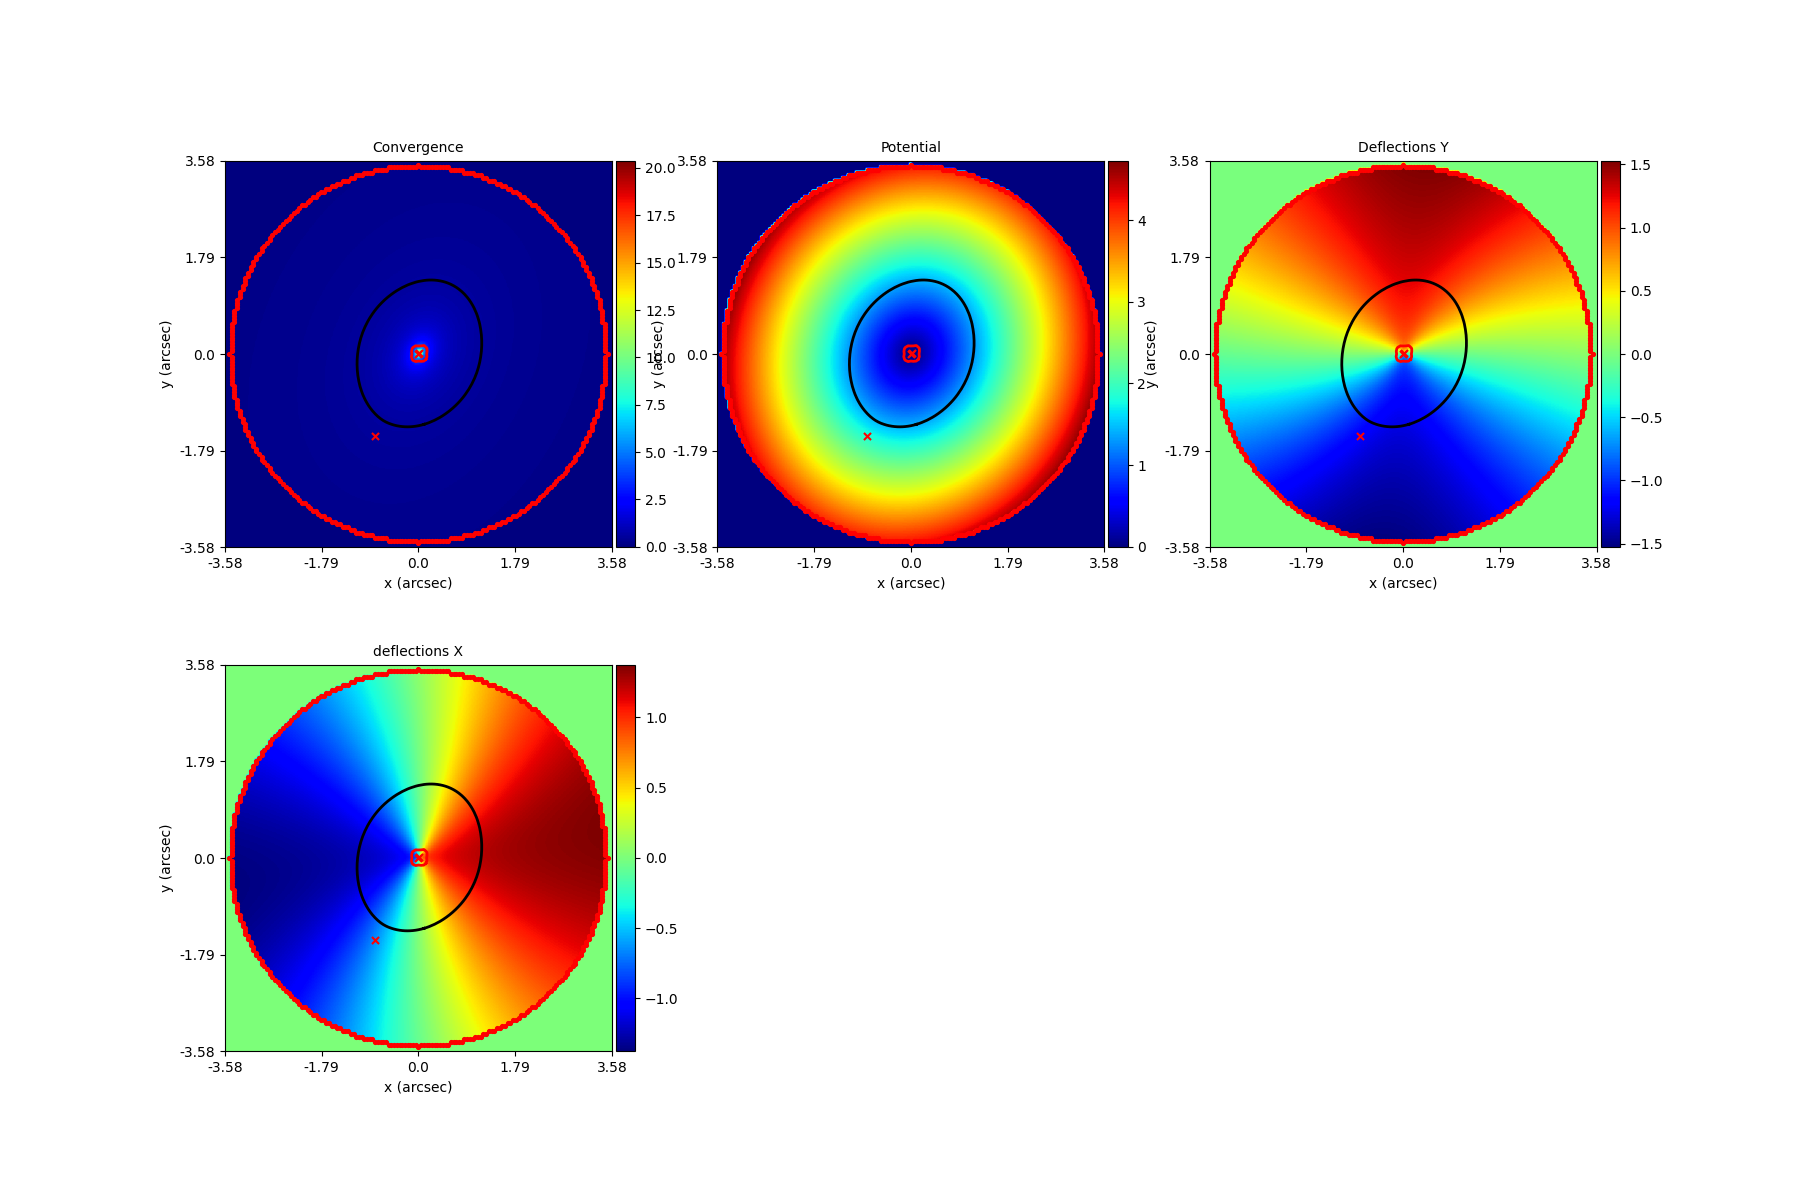 Convergence
3.58
1.79
0.0
-1.79
-3.58
y (arcsec)
-3.58 -1.79 0.0 1.79 3.58
x (arcsec)
20.0
17.5
15.0
12.5
10.0
7.5
5.0
2.5
0.0
Potential
3.58
1.79
0.0
-1.79
-3.58
y (arcsec)
-3.58 -1.79 0.0 1.79 3.58
x (arcsec)
4
3
2
1
0
Deflections Y
3.58
1.79
0.0
-1.79
-3.58
y (arcsec)
-3.58 -1.79 0.0 1.79 3.58
x (arcsec)
1.5
1.0
0.5
0.0
−0.5
−1.0
−1.5
deflections X
3.58
1.79
0.0
-1.79
-3.58
y (arcsec)
-3.58 -1.79 0.0 1.79 3.58
x (arcsec)
1.0
0.5
0.0
−0.5
−1.0